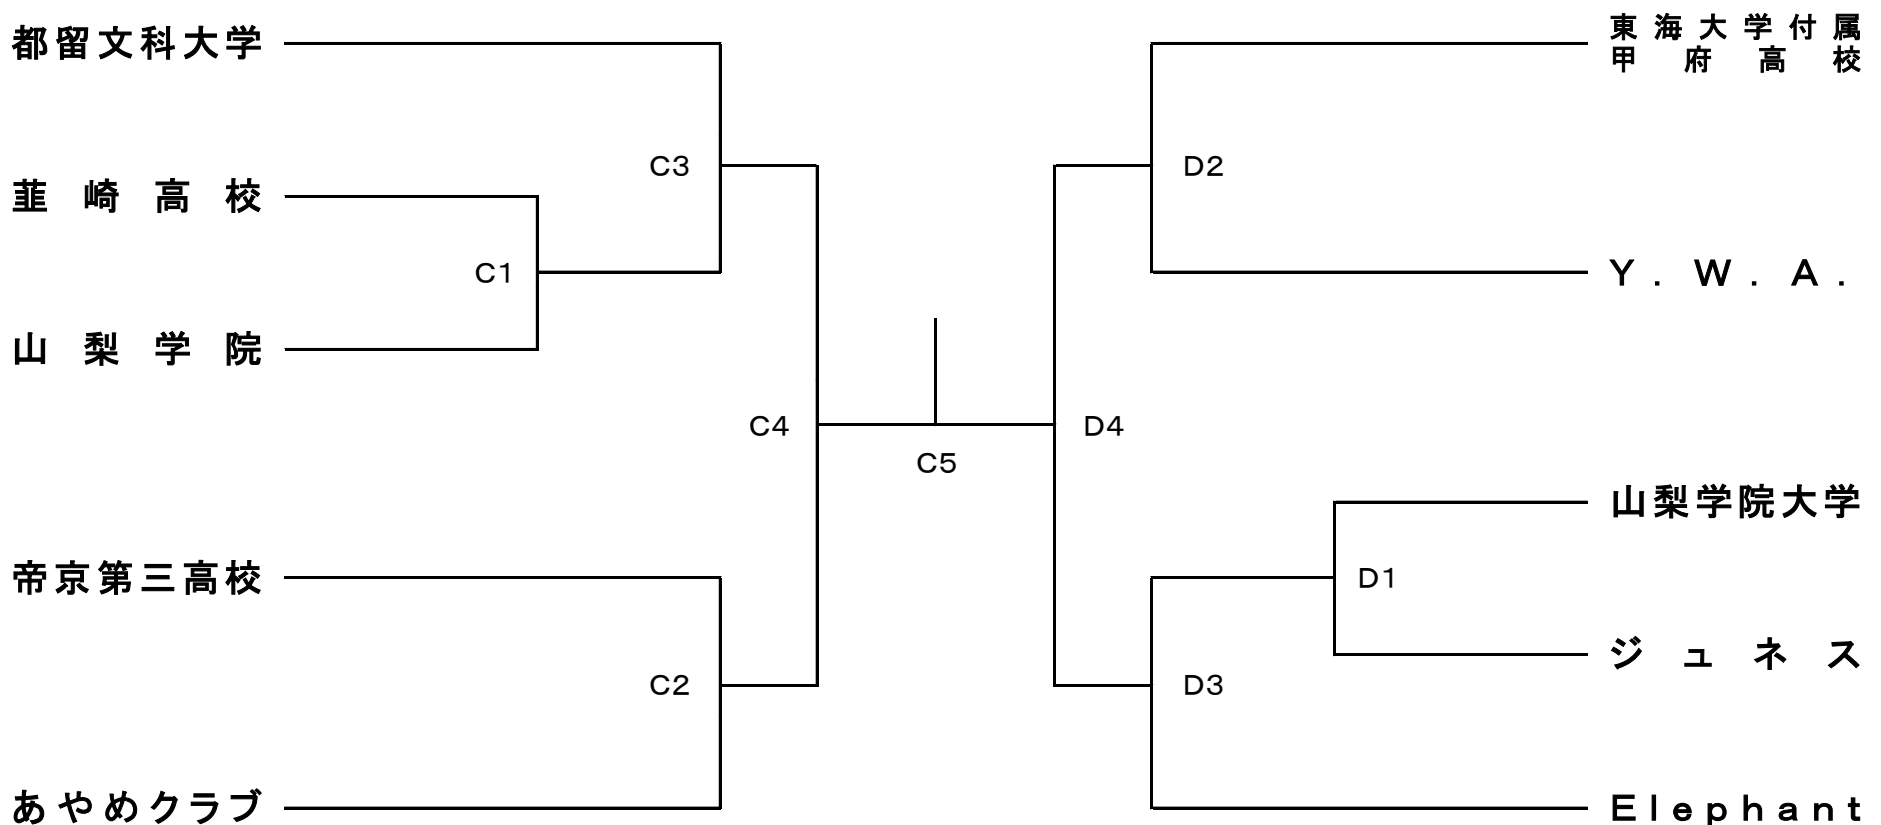 都留文科大学
東海大学付属
甲府高校
C3
D2
韮崎高校
C1
Y.W.A.
山梨学院
C4
D4
C5
山梨学院大学
帝京第三高校
D1
ジュネス
C2
D3
あやめクラブ
Elephant